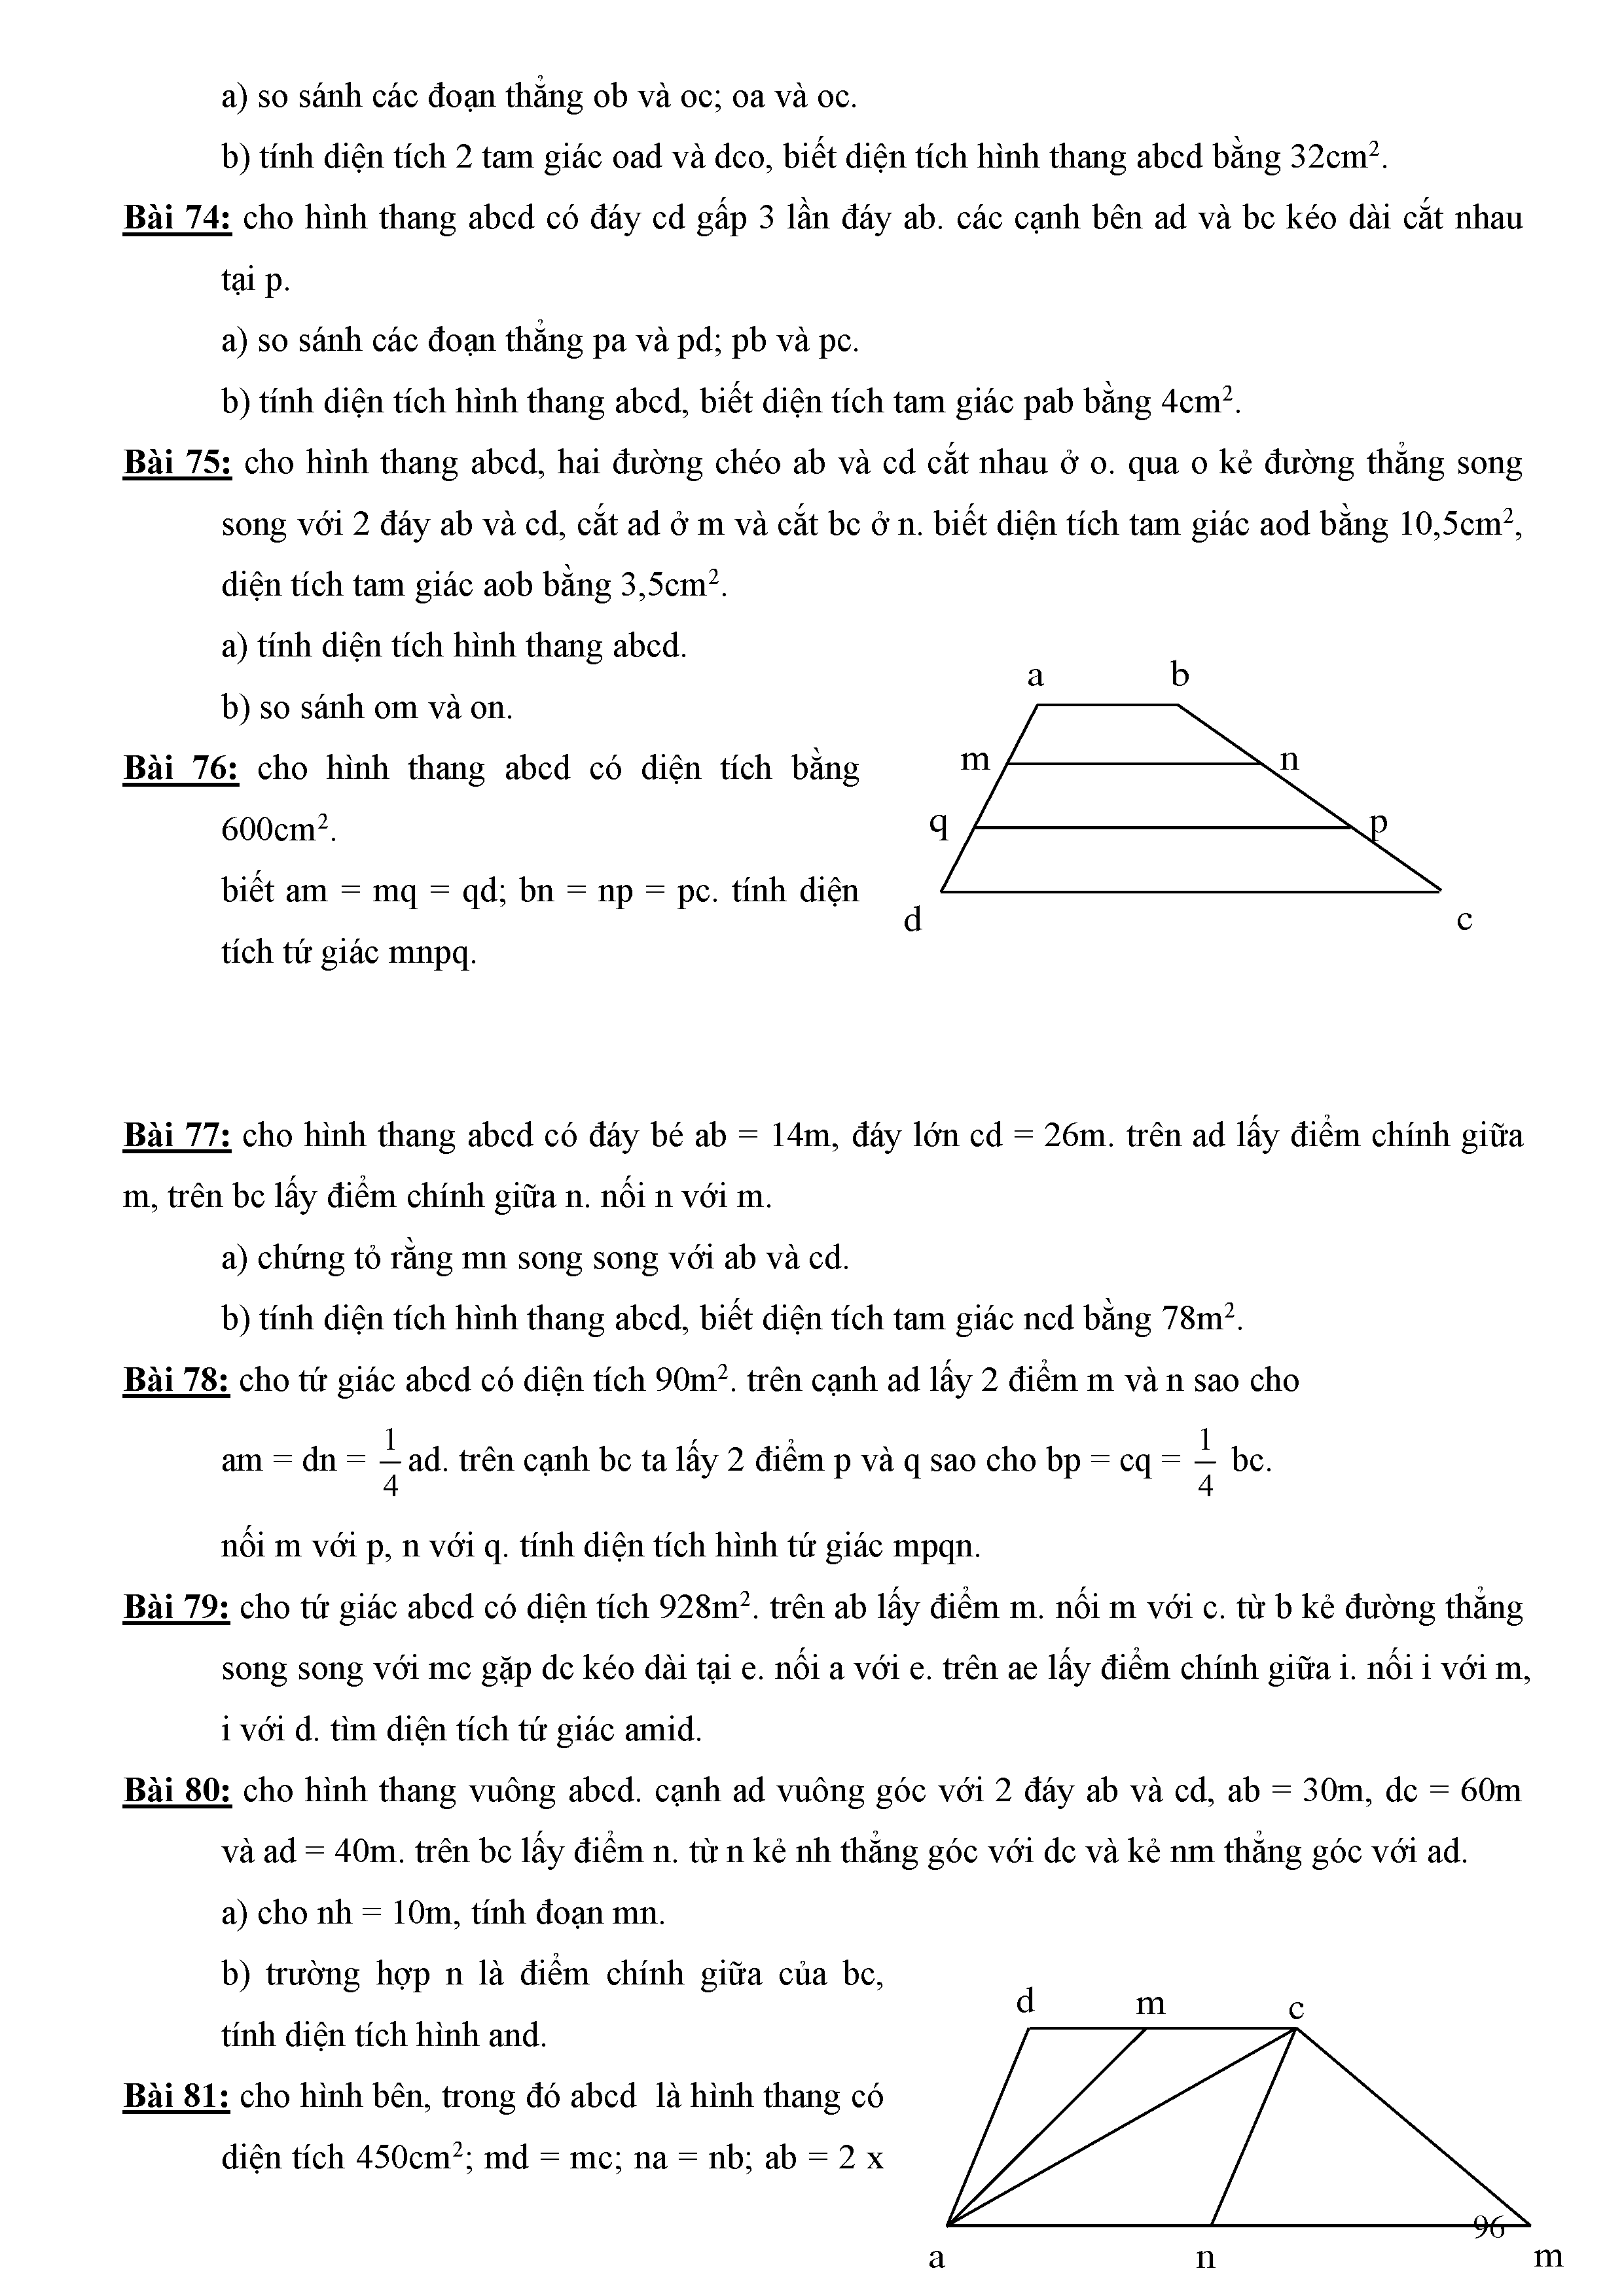 a) so sánh các đoạn thẳng ob và oc; oa và oc.
b) tính diện tích 2 tam giác oad và dco, biết diện tích hình thang abcd bằng 32cm².
Bài 74: cho hình thang abcd có đáy cd gấp 3 lần đáy ab. các cạnh bên ad và bc kéo dài cắt nhau
tại p.
a) so sánh các đoạn thẳng pa và pd; pb và pc.
b) tính diện tích hình thang abcd, biết diện tích tam giác pab bằng 4cm².
Bài 75: cho hình thang abcd, hai đường chéo ab và cd cắt nhau ở o. qua o kẻ đường thẳng song
song với 2 đáy ab và cd, cắt ad ở m và cắt bc ở n. biết diện tích tam giác aod bằng 10,5cm²,
diện tích tam giác aob bằng 3,5cm².
a) tính diện tích hình thang abcd.
b) so sánh om và on.
Bài 76: cho hình thang abcd có diện tích bằng
600cm².
biết am = mq = qd; bn = np = pc. tính diện
tích tứ giác mnpq.
a b
m n
q p
d c
Bài 77: cho hình thang abcd có đáy bé ab = 14m, đáy lớn cd = 26m. trên ad lấy điểm chính giữa
m, trên bc lấy điểm chính giữa n. nối n với m.
a) chứng tỏ rằng mn song song với ab và cd.
b) tính diện tích hình thang abcd, biết diện tích tam giác ncd bằng 78m².
Bài 78: cho tứ giác abcd có diện tích 90m². trên cạnh ad lấy 2 điểm m và n sao cho
am = dn = 1/4 ad. trên cạnh bc ta lấy 2 điểm p và q sao cho bp = cq = 1/4 bc.
nối m với p, n với q. tính diện tích hình tứ giác mpqn.
Bài 79: cho tứ giác abcd có diện tích 928m². trên ab lấy điểm m. nối m với c. từ b kẻ đường thẳng
song song với mc gặp dc kéo dài tại e. nối a với e. trên ae lấy điểm chính giữa i. nối i với m,
i với d. tìm diện tích tứ giác amid.
Bài 80: cho hình thang vuông abcd. cạnh ad vuông góc với 2 đáy ab và cd, ab = 30m, dc = 60m
và ad = 40m. trên bc lấy điểm n. từ n kẻ nh thẳng góc với dc và kẻ nm thẳng góc với ad.
a) cho nh = 10m, tính đoạn mn.
b) trường hợp n là điểm chính giữa của bc,
tính diện tích hình and.
Bài 81: cho hình bên, trong đó abcd là hình thang có
diện tích 450cm²; md = mc; na = nb; ab = 2 x
d m c
a n m
96